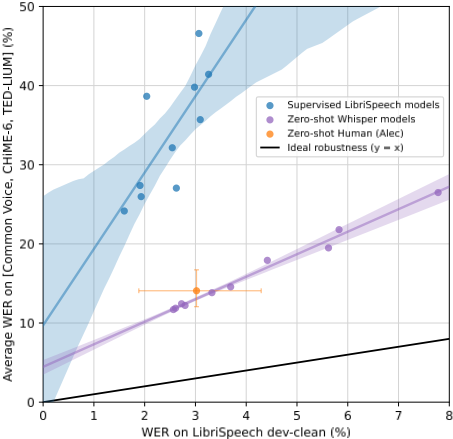 50
40
30
20
10
0
Average WER on [Common Voice, CHiME-6, TED-LIUM] (%)
Supervised LibriSpeech models
Zero-shot Whisper models
Zero-shot Human (Alec)
Ideal robustness (y = x)
0 1 2 3 4 5 6 7 8
WER on LibriSpeech dev-clean (%)